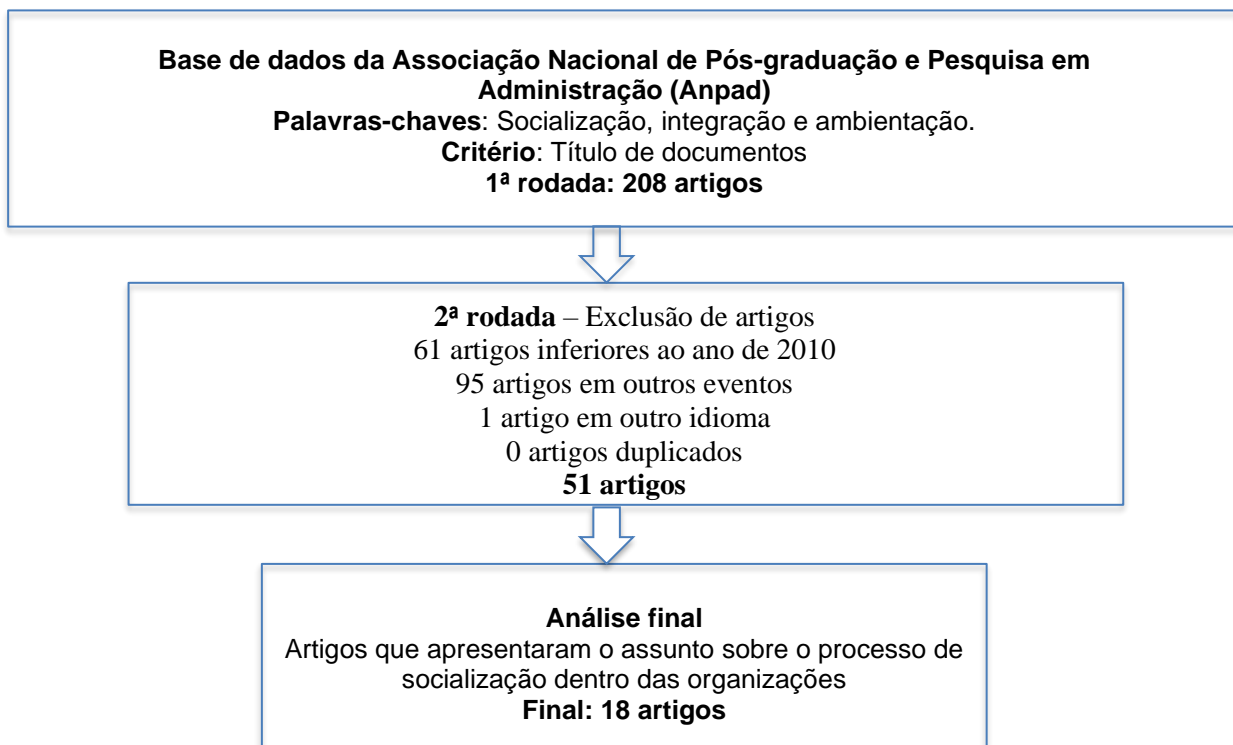 Base de dados da Associação Nacional de Pós-graduação e Pesquisa em
Administração (Anpad)
Palavras-chaves: Socialização, integração e ambientação.
Critério: Título de documentos
1ª rodada: 208 artigos
2ª rodada – Exclusão de artigos
61 artigos inferiores ao ano de 2010
95 artigos em outros eventos
1 artigo em outro idioma
0 artigos duplicados
51 artigos
Análise final
Artigos que apresentaram o assunto sobre o processo de
socialização dentro das organizações
Final: 18 artigos